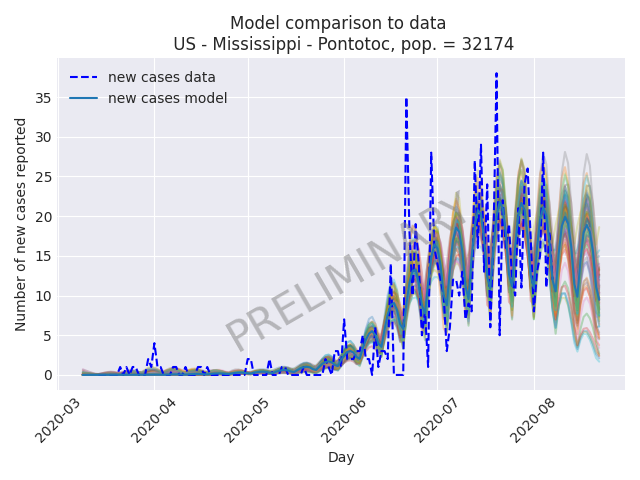 Model comparison to data
US - Mississippi - Pontotoc, pop. = 32174
new cases data
new cases model
PRELIMINARY
Number of new cases reported
35
30
25
20
15
10
5
0
2020-03
2020-04
2020-05
2020-06
2020-07
2020-08
Day